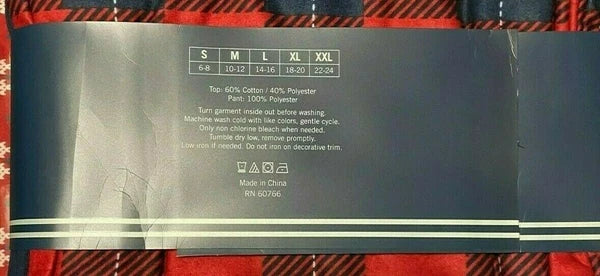 S M L XL XXL
6-8 10-12 14-16 18-20 22-24
Top: 60% Cotton / 40% Polyester
Pant: 100% Polyester
Turn garment inside out before washing.
Machine wash cold with like colors, gentle cycle.
Only non chlorine bleach when needed.
Tumble dry low, remove promptly.
Low iron if needed. Do not iron on decorative trim.
Made in China
RN 60766